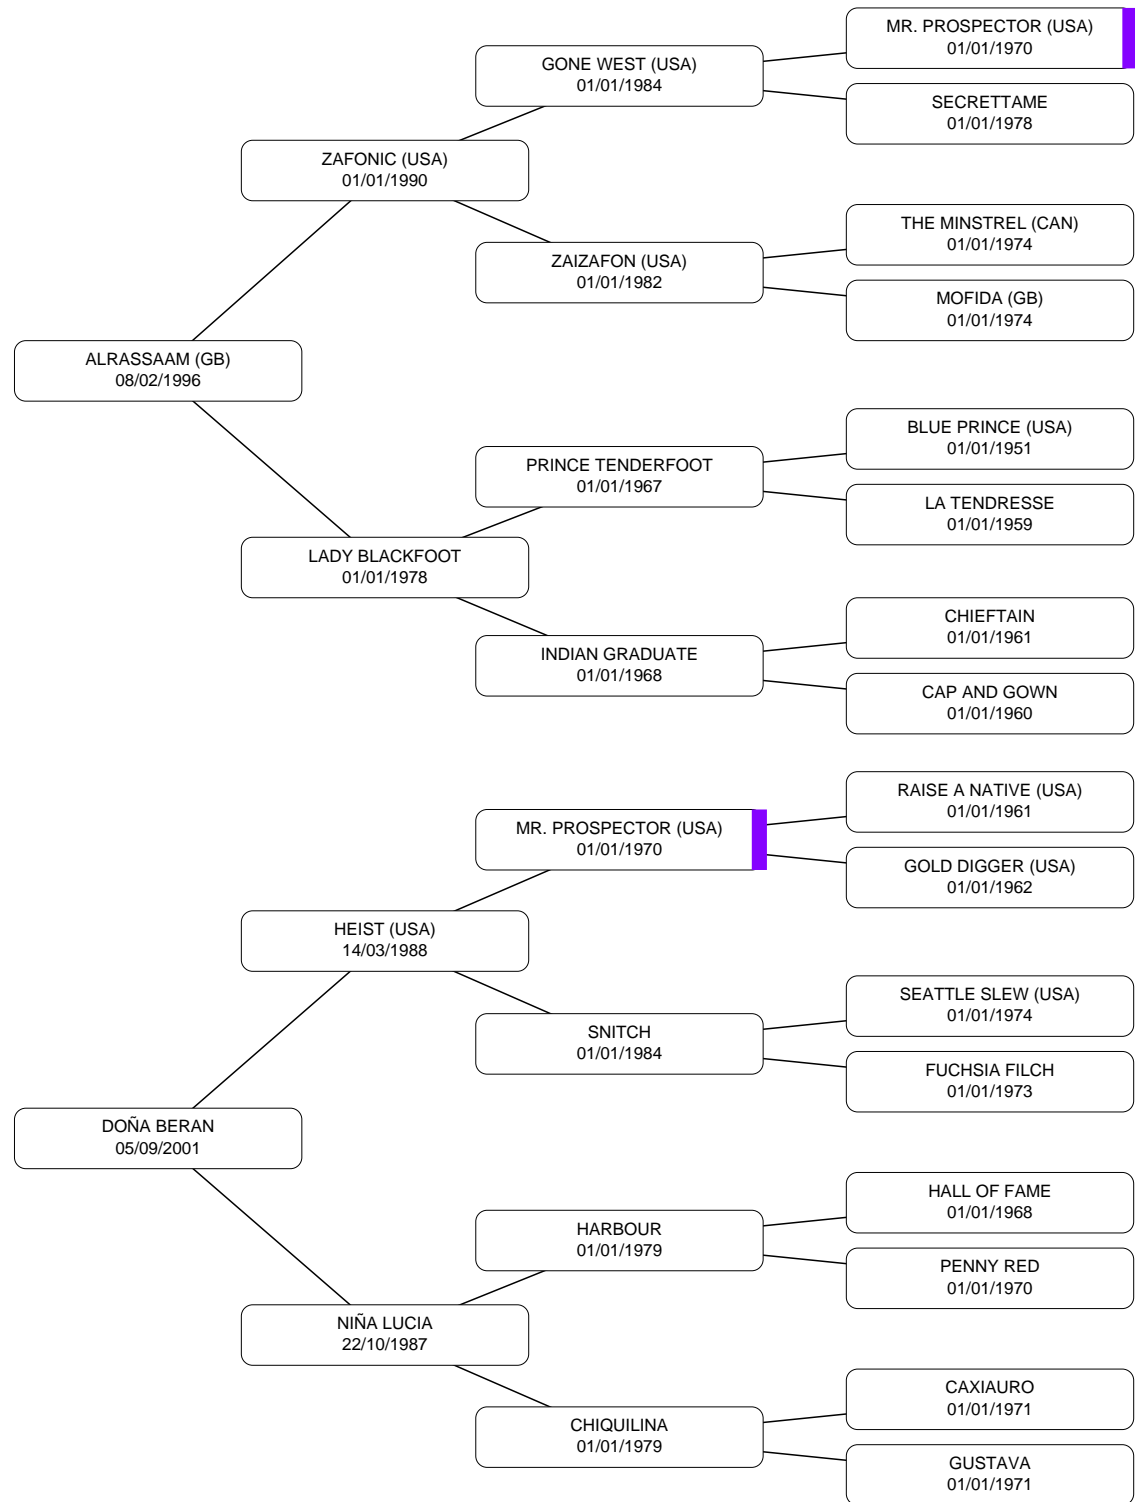 MR. PROSPECTOR (USA)
01/01/1970
GONE WEST (USA)
01/01/1984
SECRETTAME
01/01/1978
ZAFONIC (USA)
01/01/1990
THE MINSTREL (CAN)
01/01/1974
ZAIZAFON (USA)
01/01/1982
MOFIDA (GB)
01/01/1974
ALRASSAAM (GB)
08/02/1996
BLUE PRINCE (USA)
01/01/1951
PRINCE TENDERFOOT
01/01/1967
LA TENDRESSE
01/01/1959
LADY BLACKFOOT
01/01/1978
CHIEFTAIN
01/01/1961
INDIAN GRADUATE
01/01/1968
CAP AND GOWN
01/01/1960
RAISE A NATIVE (USA)
01/01/1961
MR. PROSPECTOR (USA)
01/01/1970
GOLD DIGGER (USA)
01/01/1962
HEIST (USA)
14/03/1988
SEATTLE SLEW (USA)
01/01/1974
SNITCH
01/01/1984
FUCHSIA FILCH
01/01/1973
DOÑA BERAN
05/09/2001
HALL OF FAME
01/01/1968
HARBOUR
01/01/1979
PENNY RED
01/01/1970
NIÑA LUCIA
22/10/1987
CAXIAURO
01/01/1971
CHIQUILINA
01/01/1979
GUSTAVA
01/01/1971